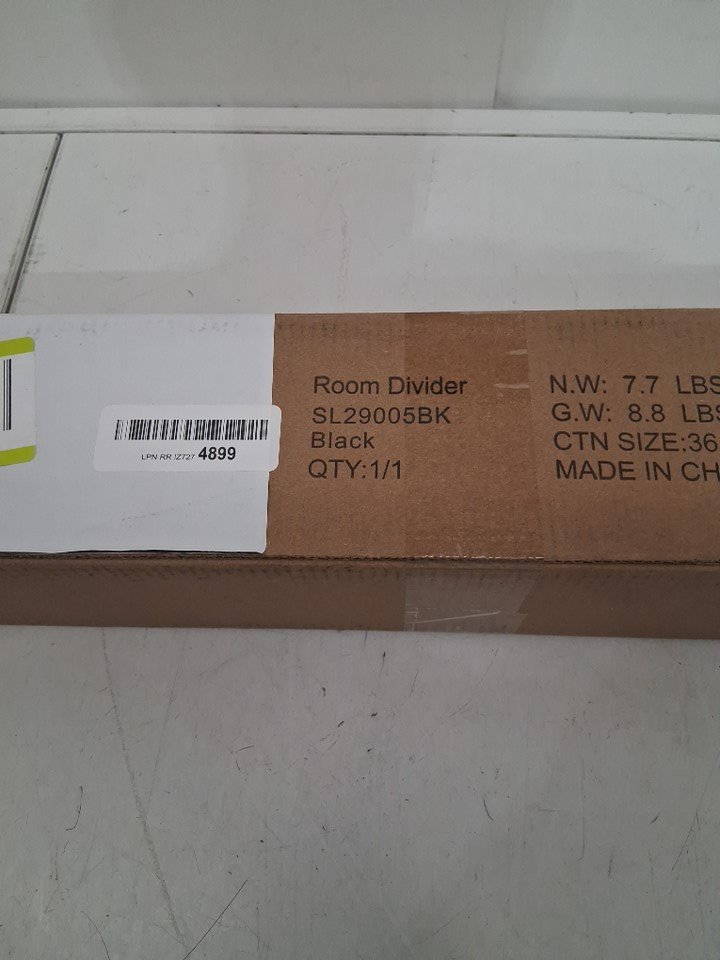 Room Divider
SL29005BK
Black
QTY:1/1
N.W: 7.7 LBS
G.W: 8.8 LBS
CTN SIZE:36
MADE IN CH
LPN RR IZ727 4899